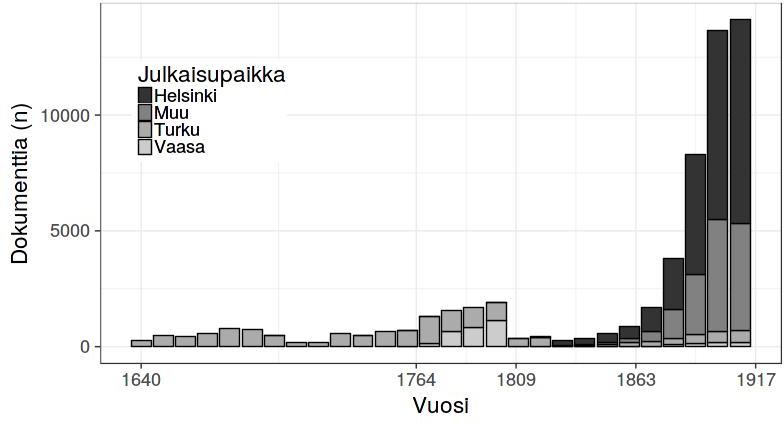 Dokumenttia (n)
10000
5000
0
Julkaisupaikka
Helsinki
Muu
Turku
Vaasa
1640 1764 1809 1863 1917
Vuosi